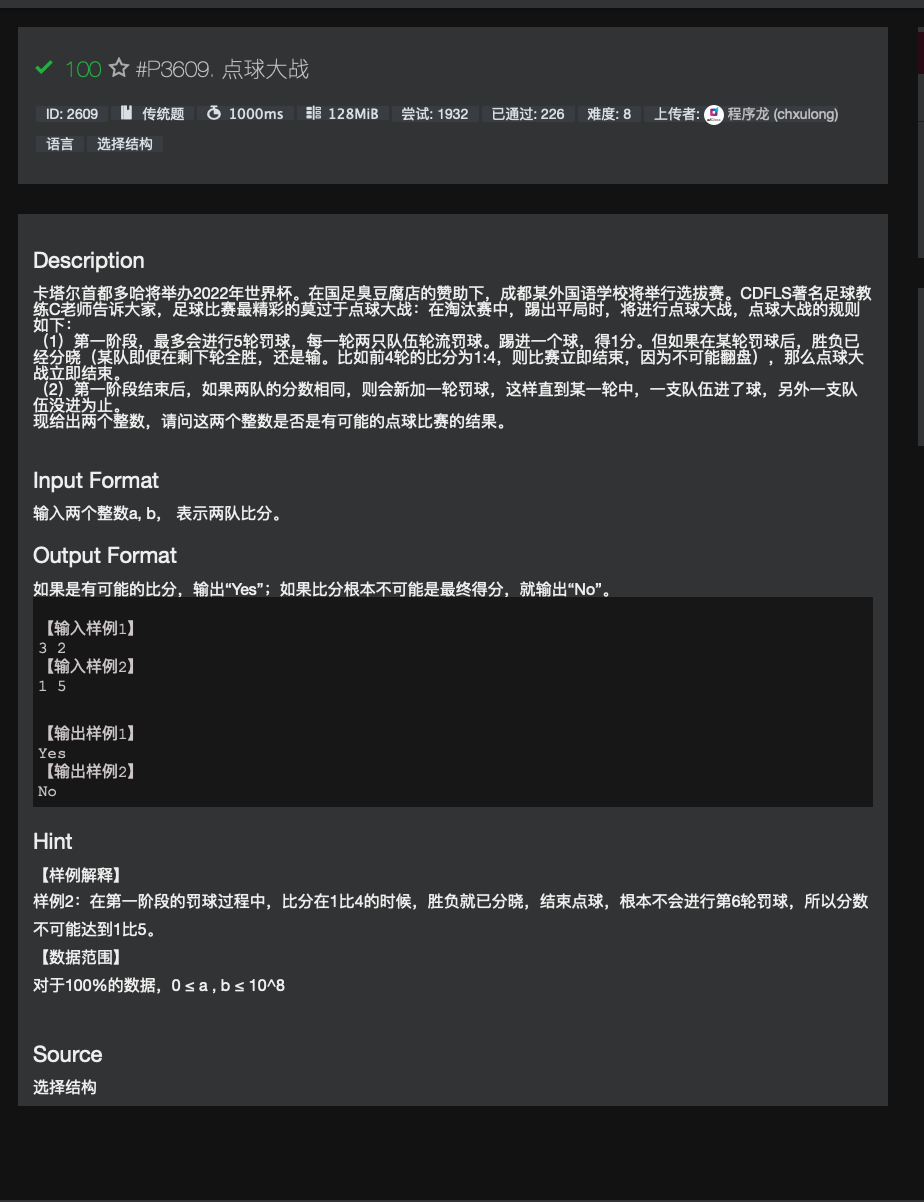 100 #P3609. 点球大战
ID: 2609 传统题 1000ms 128MiB 尝试: 1932 已通过: 226 难度: 8 上传者: 程序龙 (chxulong)
语言 选择结构
Description
卡塔尔首都多哈将举办2022年世界杯。在国足臭豆腐店的赞助下，成都某外国语学校将举行选拔赛。CDFLS著名足球教
练C老师告诉大家，足球比赛最精彩的莫过于点球大战：在淘汰赛中，踢出平局时，将进行点球大战，点球大战的规则
如下：
（1）第一阶段，最多会进行5轮罚球，每一轮两只队伍轮流罚球。踢进一个球，得1分。但如果在某轮罚球后，胜负已
经分晓（某队即便在剩下轮全胜，还是输。比如前4轮的比分为1:4，则比赛立即结束，因为不可能翻盘），那么点球大
战立即结束。
（2）第一阶段结束后，如果两队的分数相同，则会新加一轮罚球，这样直到某一轮中，一支队伍进了球，另外一支队
伍没进为止。
现给出两个整数，请问这两个整数是否是有可能的点球比赛的结果。
Input Format
输入两个整数a, b， 表示两队比分。
Output Format
如果是有可能的比分，输出“Yes”；如果比分根本不可能是最终得分，就输出“No”。
【输入样例1】
3 2
【输入样例2】
1 5
【输出样例1】
Yes
【输出样例2】
No
Hint
【样例解释】
样例2：在第一阶段的罚球过程中，比分在1比4的时候，胜负就已分晓，结束点球，根本不会进行第6轮罚球，所以分数
不可能达到1比5。
【数据范围】
对于100%的数据，0 ≤ a , b ≤ 10^8
Source
选择结构